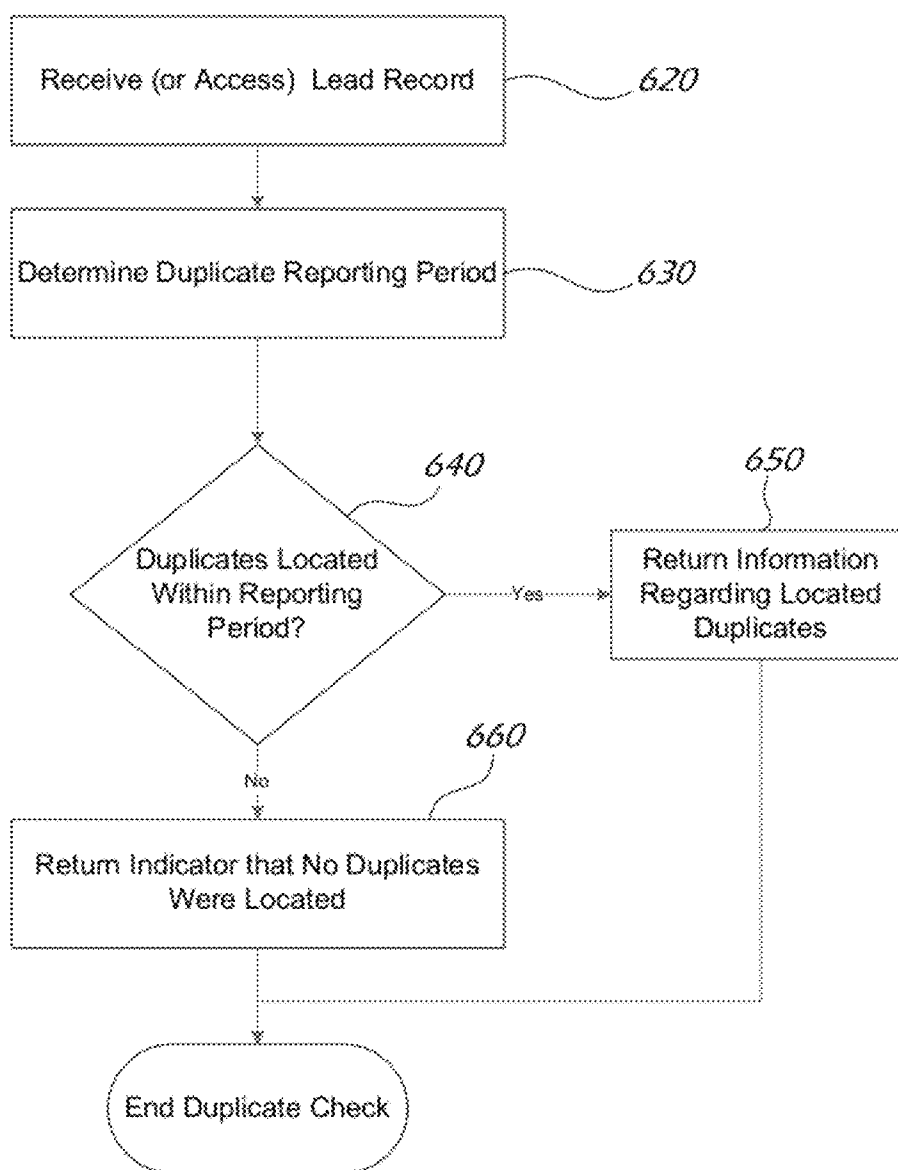 Receive (or Access) Lead Record
620
Determine Duplicate Reporting Period
630
640
Duplicates Located
Within Reporting
Period?
Yes
650
Return Information
Regarding Located
Duplicates
No
660
Return Indicator that No Duplicates
Were Located
End Duplicate Check